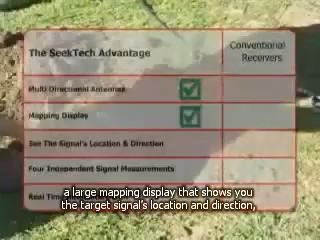 The SeekTech Advantage
Conventional
Receivers
Multi Directional Antennas
Mapping Display
See The Signal's Location & Direction
Four Independent Signal Measurements
Real
a large mapping display that shows you
the target signal's location and direction,